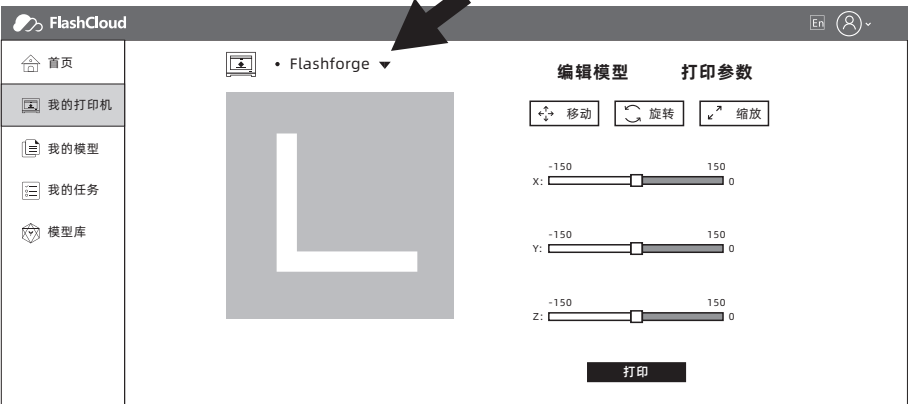 FlashCloud
En
首页
我的打印机
我的模型
我的任务
模型库
• Flashforge
编辑模型 打印参数
移动 旋转 缩放
-150 150
X: 0
-150 150
Y: 0
-150 150
Z: 0
打印